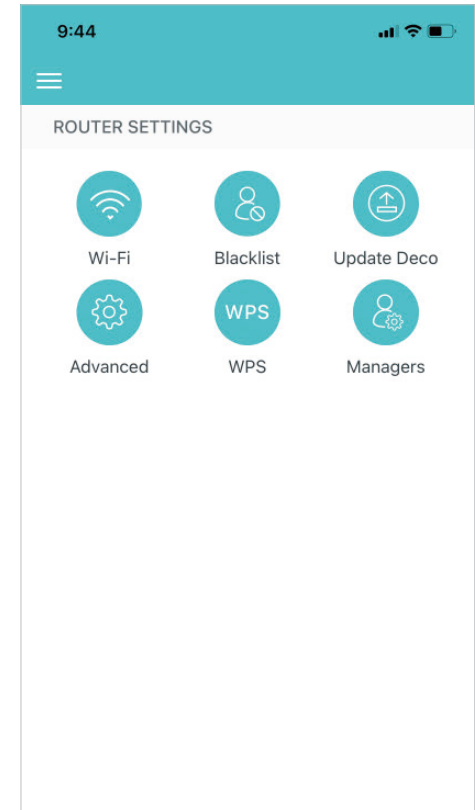 9:44
ROUTER SETTINGS
Wi-Fi Blacklist Update Deco
WPS
Advanced WPS Managers